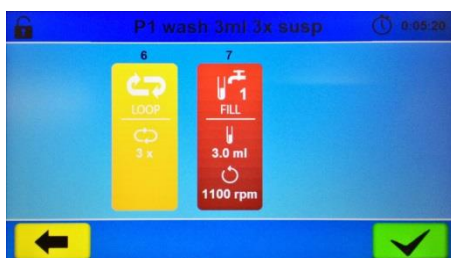 P1 wash 3ml 3x susp
0:05:20
6
7
LOOP
3 x
1
FILL
3.0 ml
1100 rpm